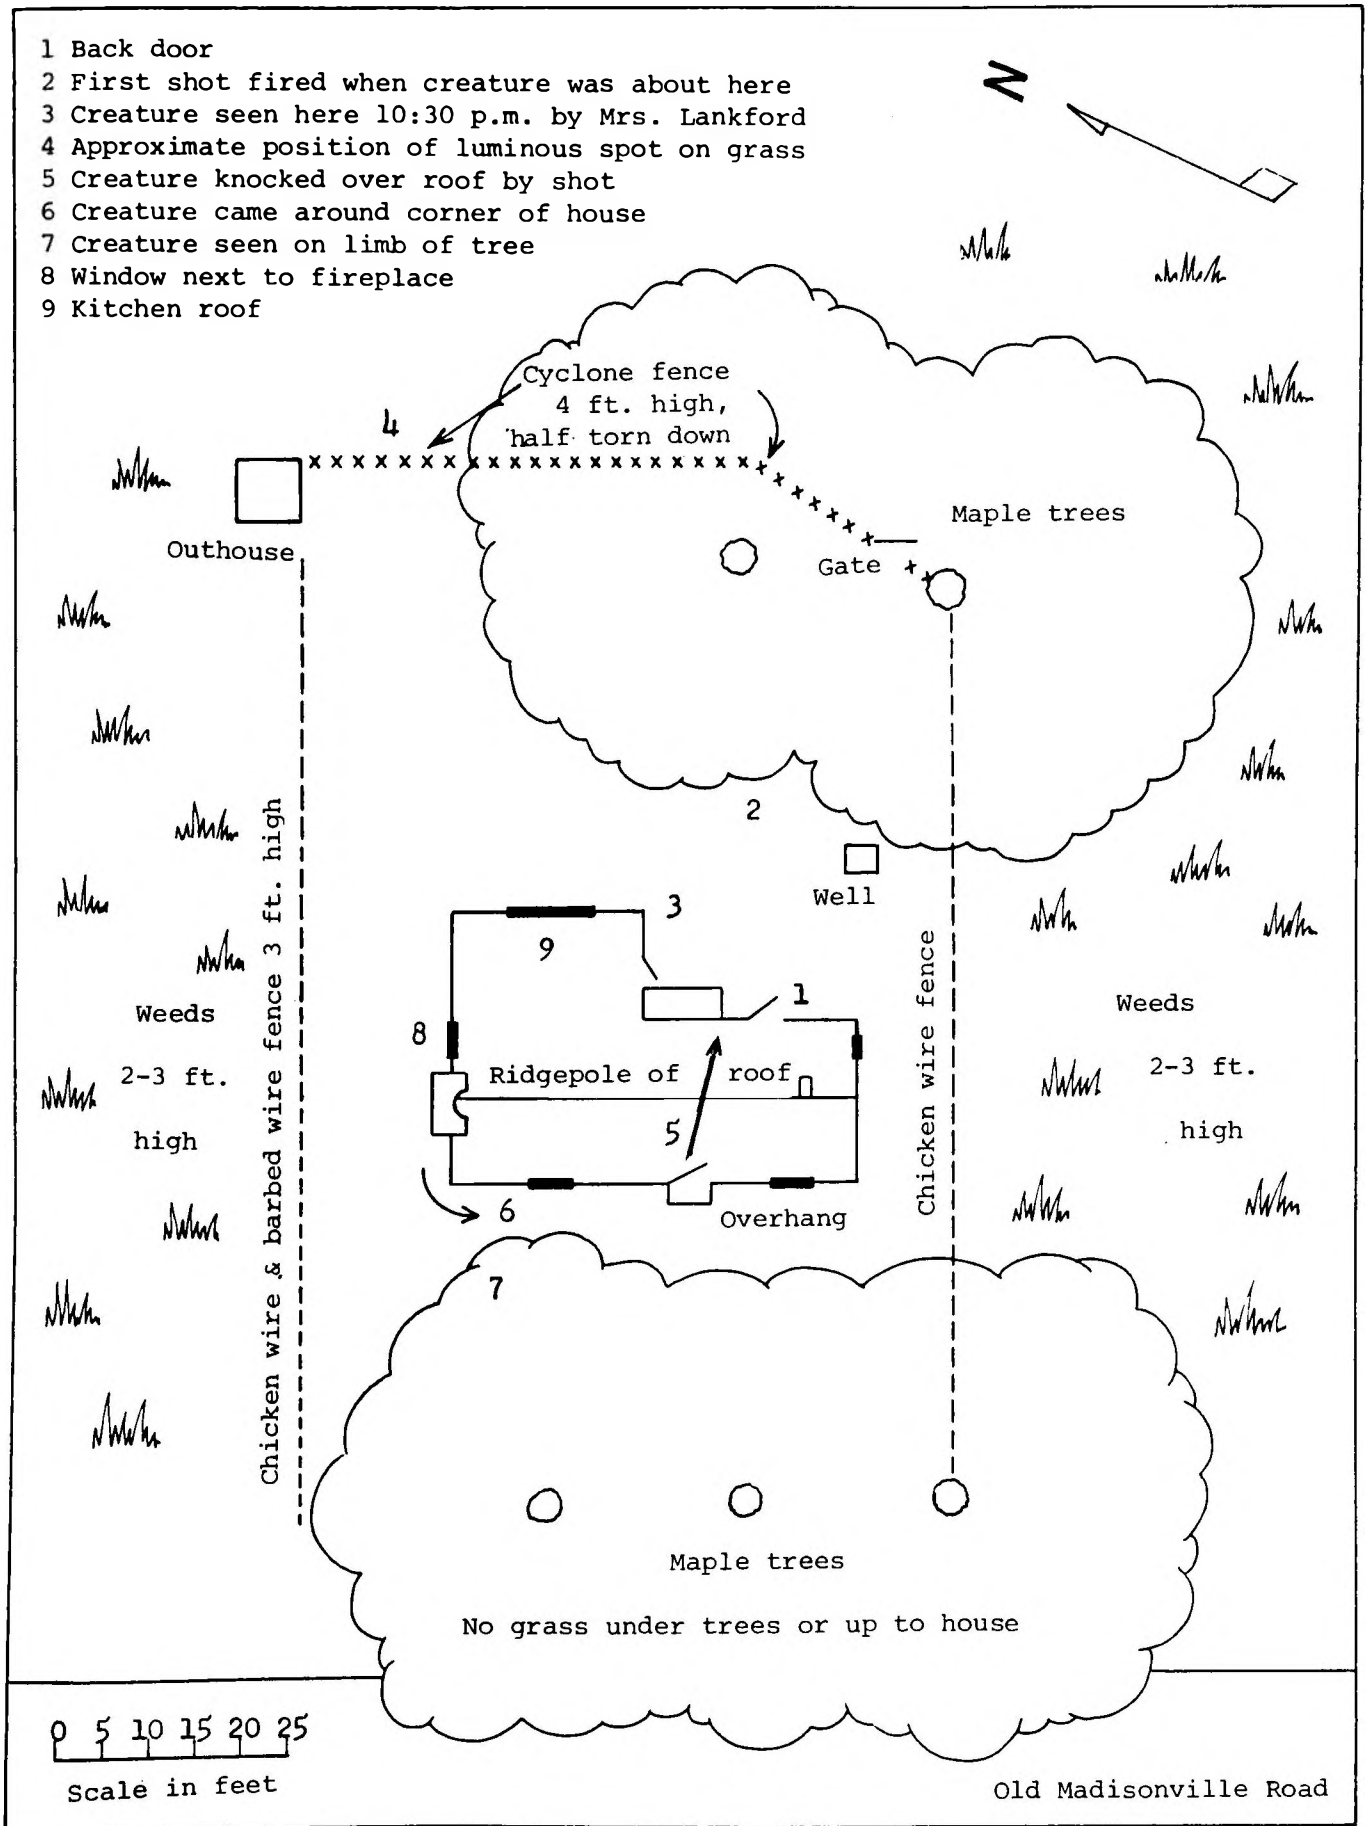 1 Back door
2 First shot fired when creature was about here
3 Creature seen here 10:30 p.m. by Mrs. Lankford
4 Approximate position of luminous spot on grass
5 Creature knocked over roof by shot
6 Creature came around corner of house
7 Creature seen on limb of tree
8 Window next to fireplace
9 Kitchen roof
N
Cyclone fence
4 ft. high,
half torn down
4
Outhouse
Maple trees
Gate
2
Well
3
9
1
8
Ridgepole of roof
5
6
Overhang
7
Chicken wire & barbed wire fence 3 ft. high
Chicken wire fence
Weeds
2-3 ft.
high
Weeds
2-3 ft.
high
Maple trees
No grass under trees or up to house
0 5 10 15 20 25
Scale in feet
Old Madisonville Road